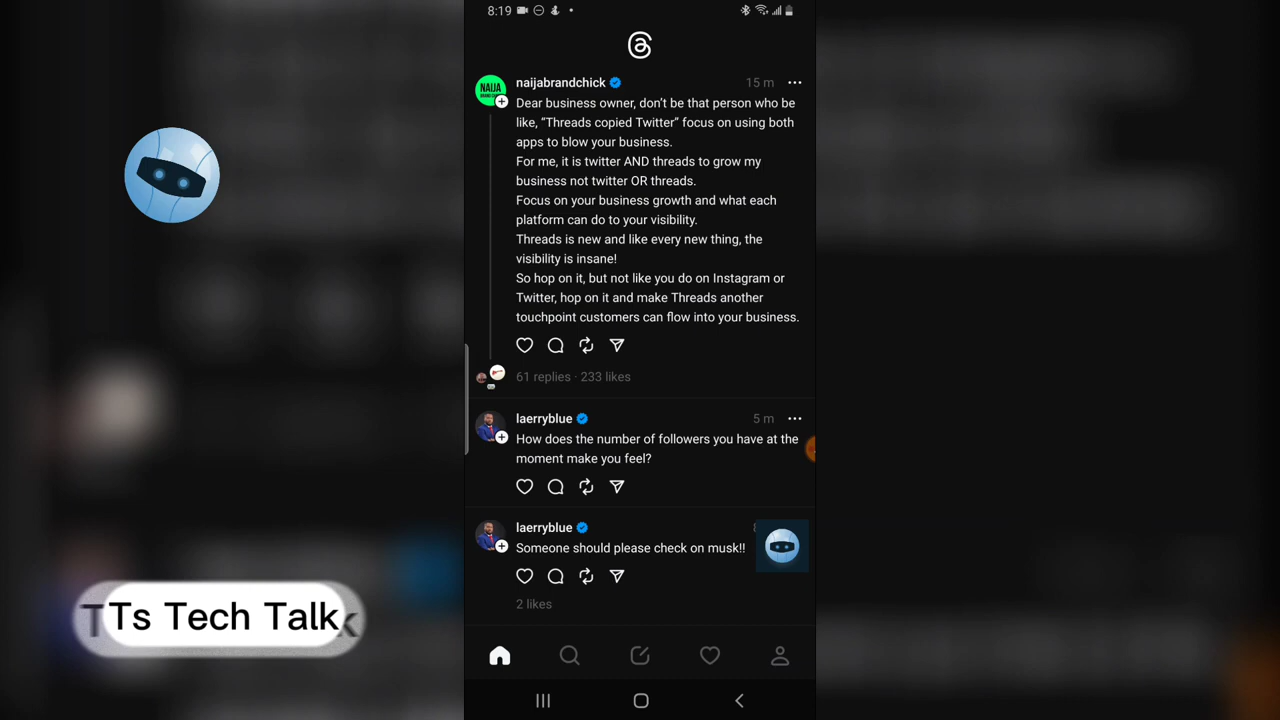 8:19
naijabrandchick 15 m
NAIJA
BRAND CHICK
Dear business owner, don't be that person who be
like, “Threads copied Twitter” focus on using both
apps to blow your business.
For me, it is twitter AND threads to grow my
business not twitter OR threads.
Focus on your business growth and what each
platform can do to your visibility.
Threads is new and like every new thing, the
visibility is insane!
So hop on it, but not like you do on Instagram or
Twitter, hop on it and make Threads another
touchpoint customers can flow into your business.
61 replies · 233 likes
laerryblue 5 m
How does the number of followers you have at the
moment make you feel?
laerryblue
Someone should please check on musk!!
2 likes
Ts Tech Talk